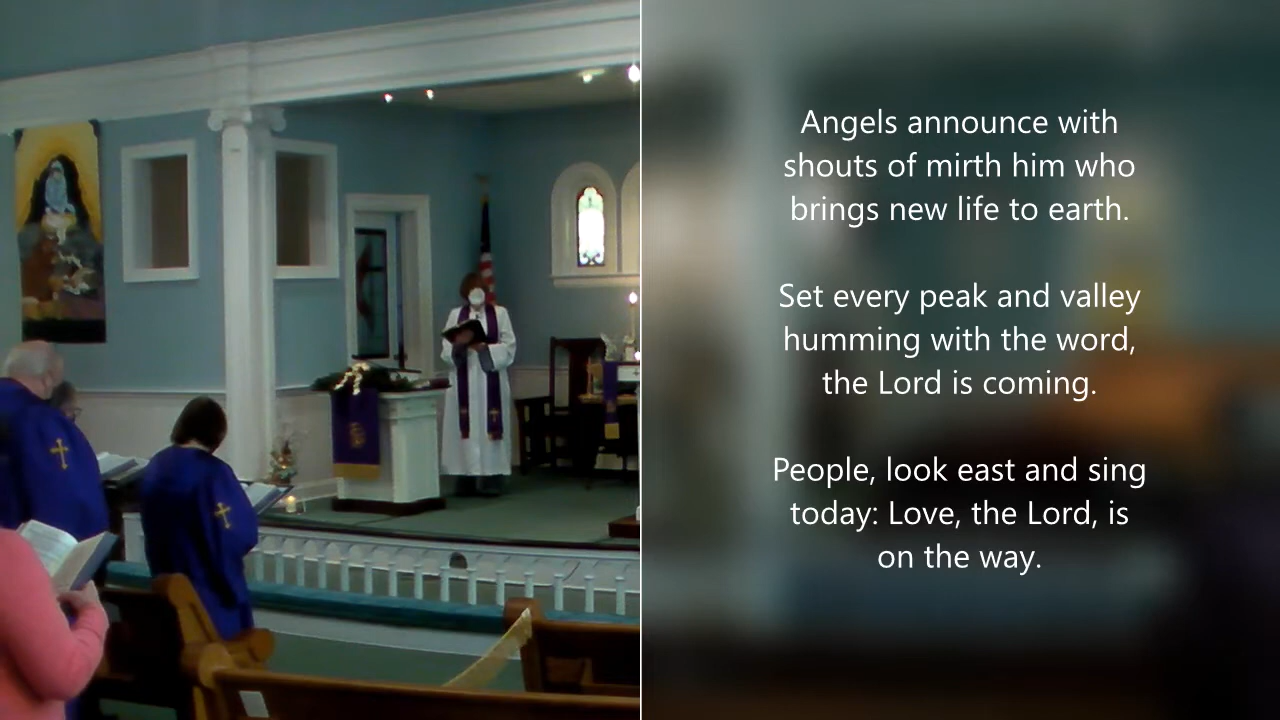 Angels announce with
shouts of mirth him who
brings new life to earth.
Set every peak and valley
humming with the word,
the Lord is coming.
People, look east and sing
today: Love, the Lord, is
on the way.